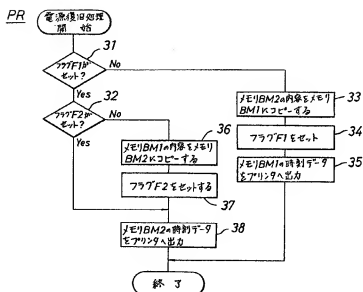 PR
電源復旧処理
開始
31
フラグF1が
セット?
No
Yes
32
フラグF2が
セット?
No
Yes
33
メモリBM2の内容をメモリ
BM1にコピーする
34
フラグF1をセット
35
メモリBM1の時刻データ
をプリンタへ出力
36
メモリBM1の内容をメモリ
BM2にコピーする
フラグF2をセットする
37
メモリBM2の時刻データ
をプリンタへ出力
38
終了